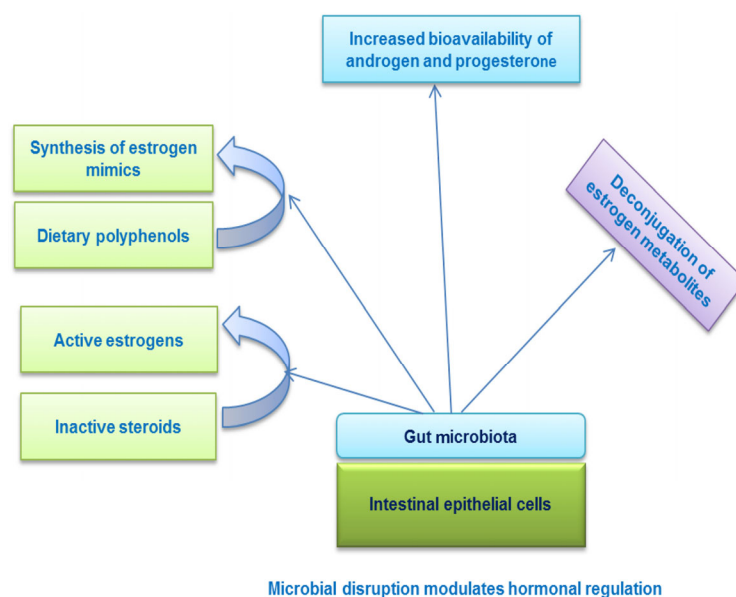 Increased bioavailability of
androgen and progesterone
Synthesis of estrogen
mimics
Dietary polyphenols
Deconjugation of
estrogen metabolites
Active estrogens
Inactive steroids
Gut microbiota
Intestinal epithelial cells
Microbial disruption modulates hormonal regulation